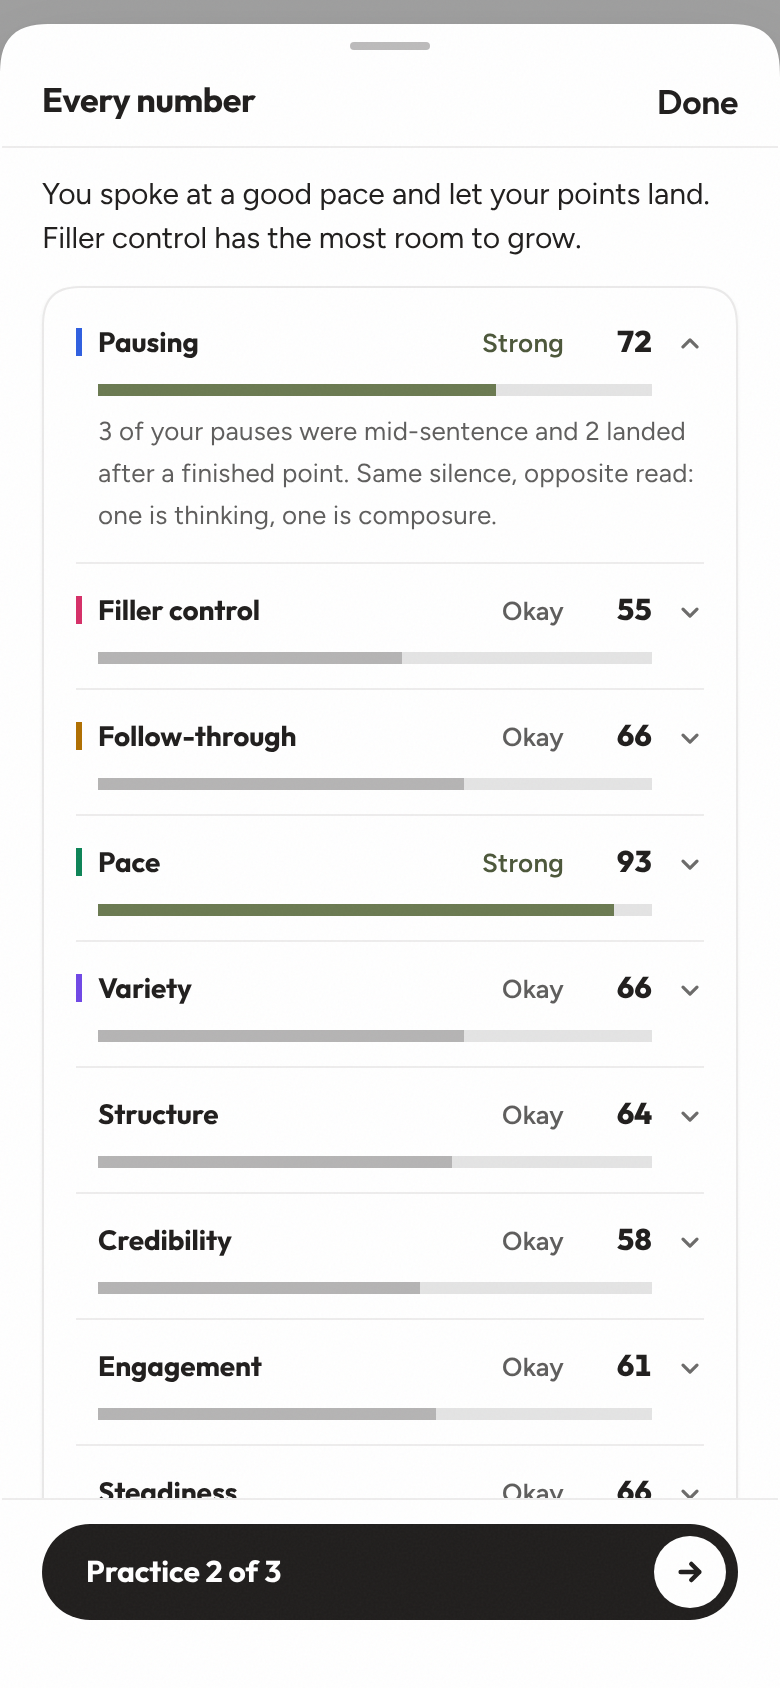 Every number
Done
You spoke at a good pace and let your points land.
Filler control has the most room to grow.
Pausing Strong 72
3 of your pauses were mid-sentence and 2 landed
after a finished point. Same silence, opposite read:
one is thinking, one is composure.
Filler control Okay 55
Follow-through Okay 66
Pace Strong 93
Variety Okay 66
Structure Okay 64
Credibility Okay 58
Engagement Okay 61
Steadiness Okay 66
Practice 2 of 3